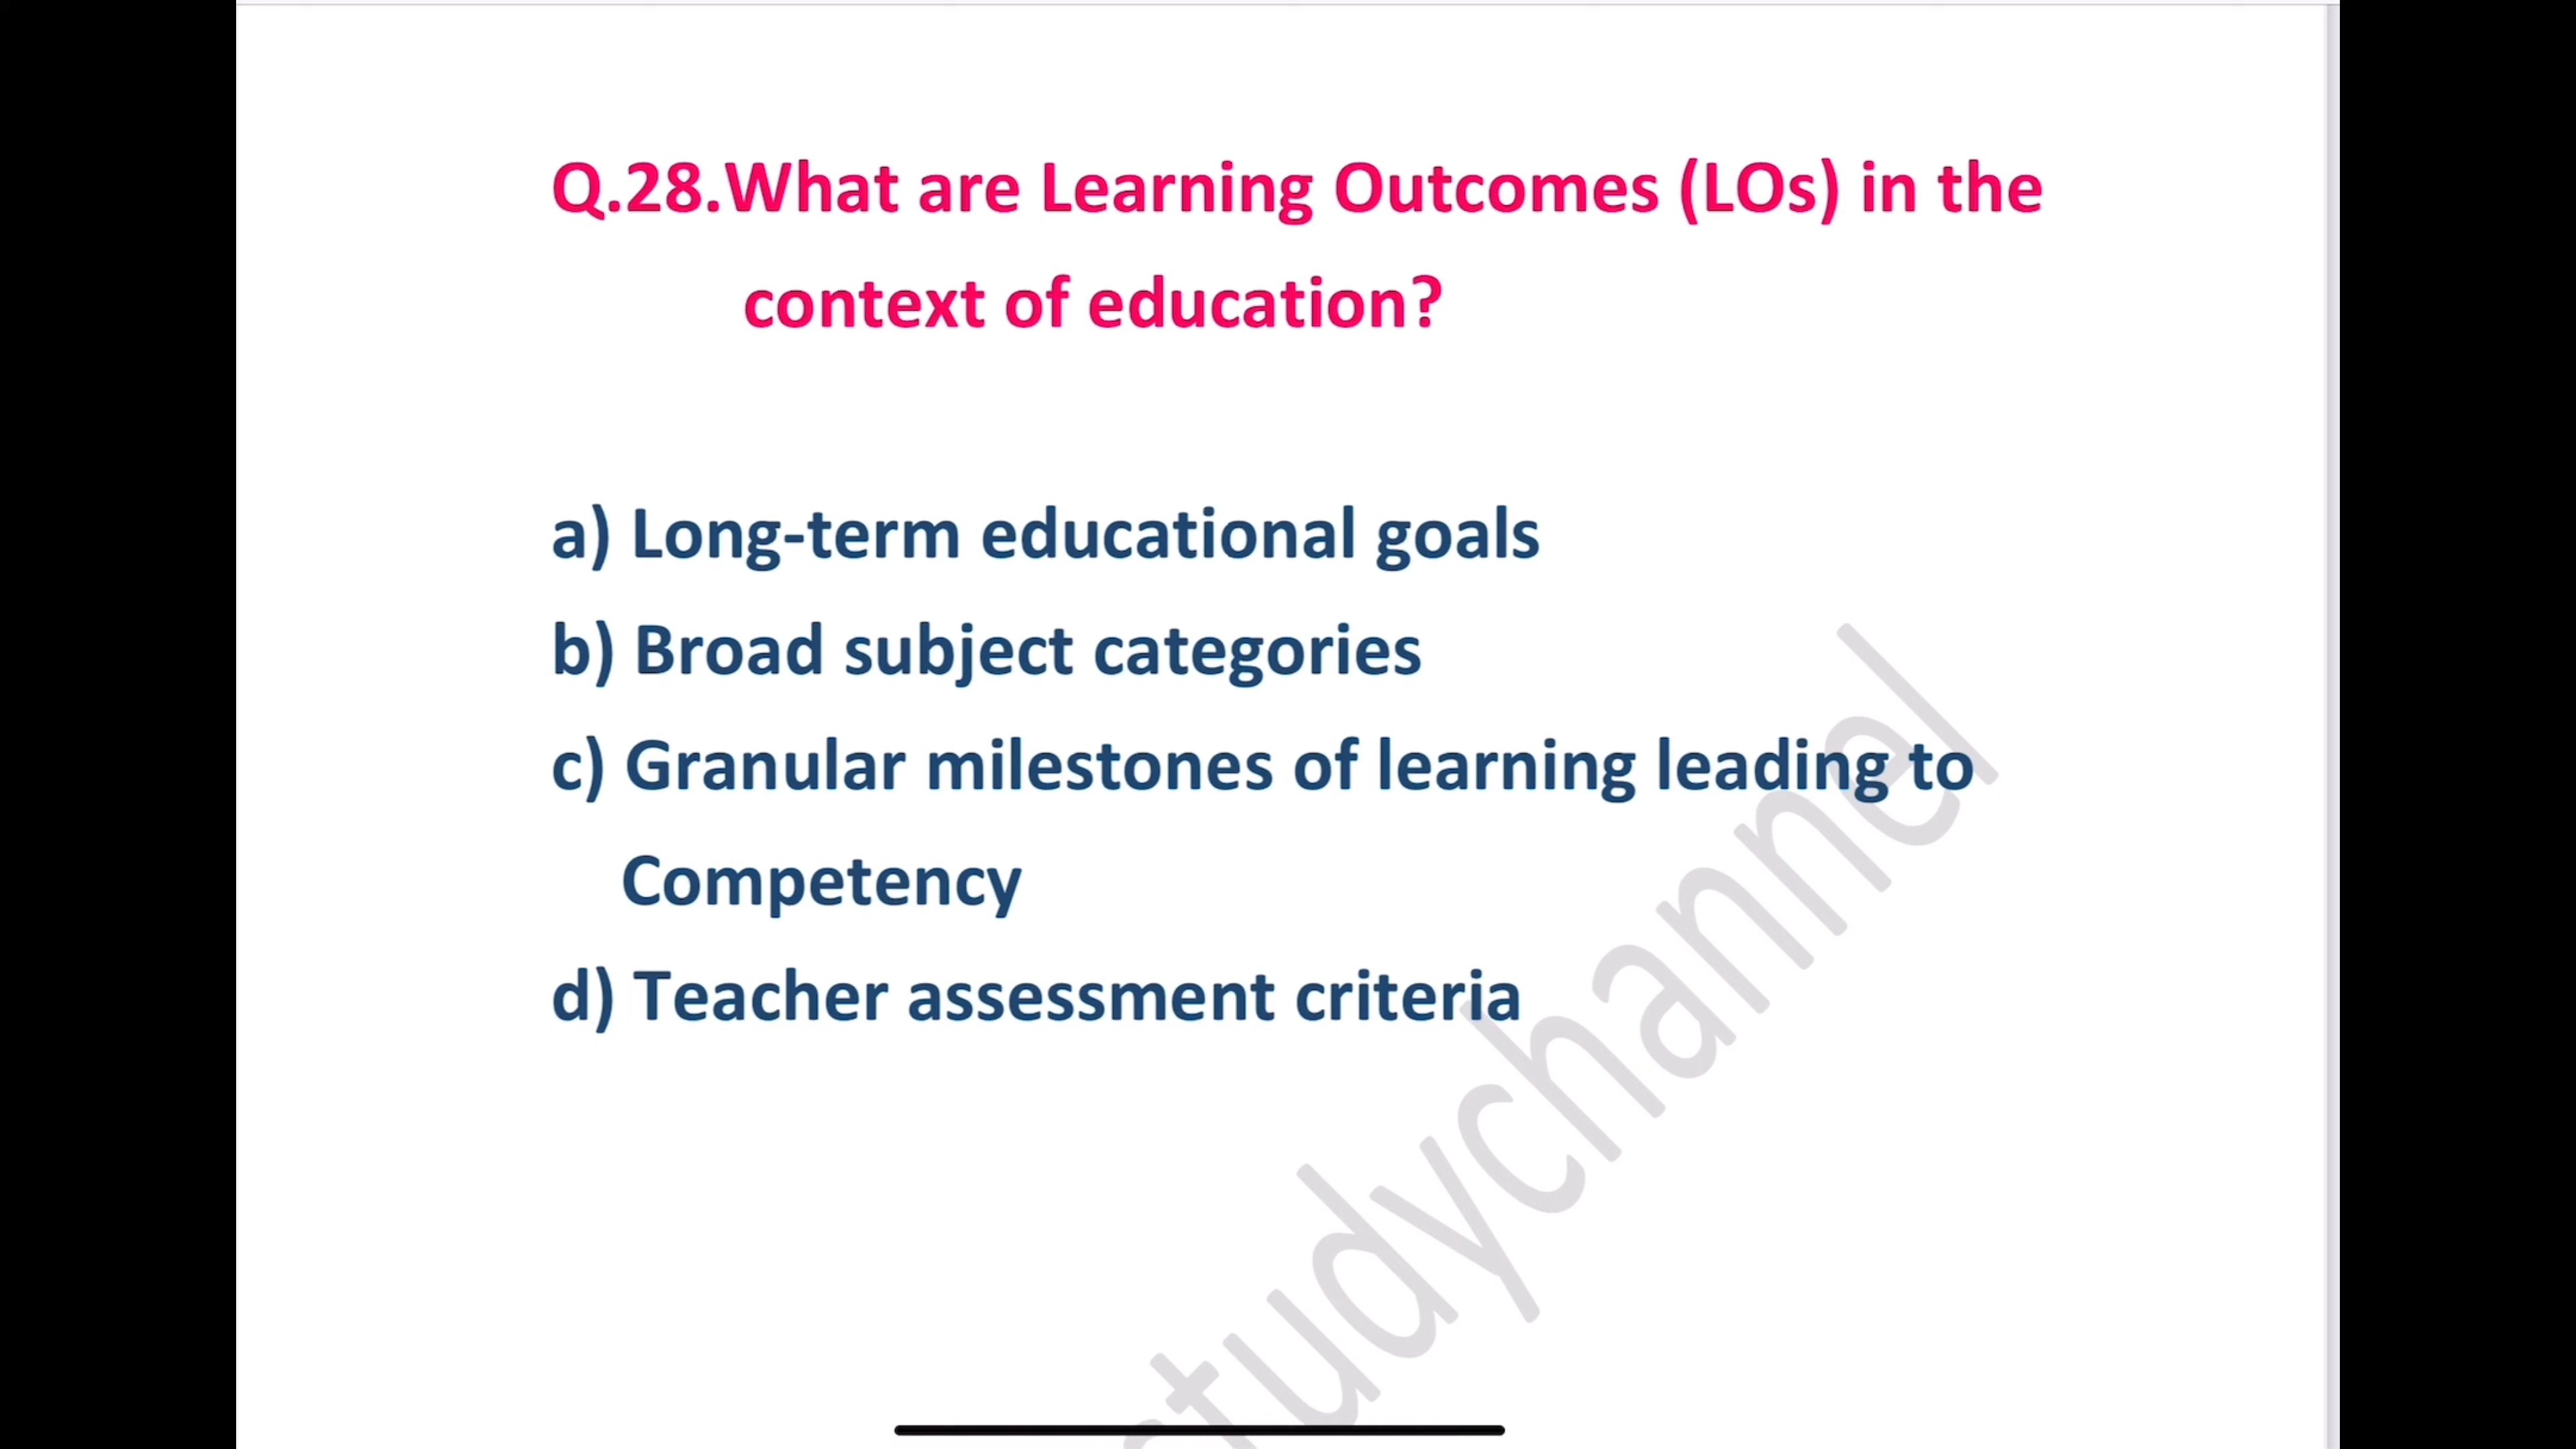 Q.28.What are Learning Outcomes (LOs) in the
context of education?
a) Long-term educational goals
b) Broad subject categories
c) Granular milestones of learning leading to
Competency
d) Teacher assessment criteria
studychannel